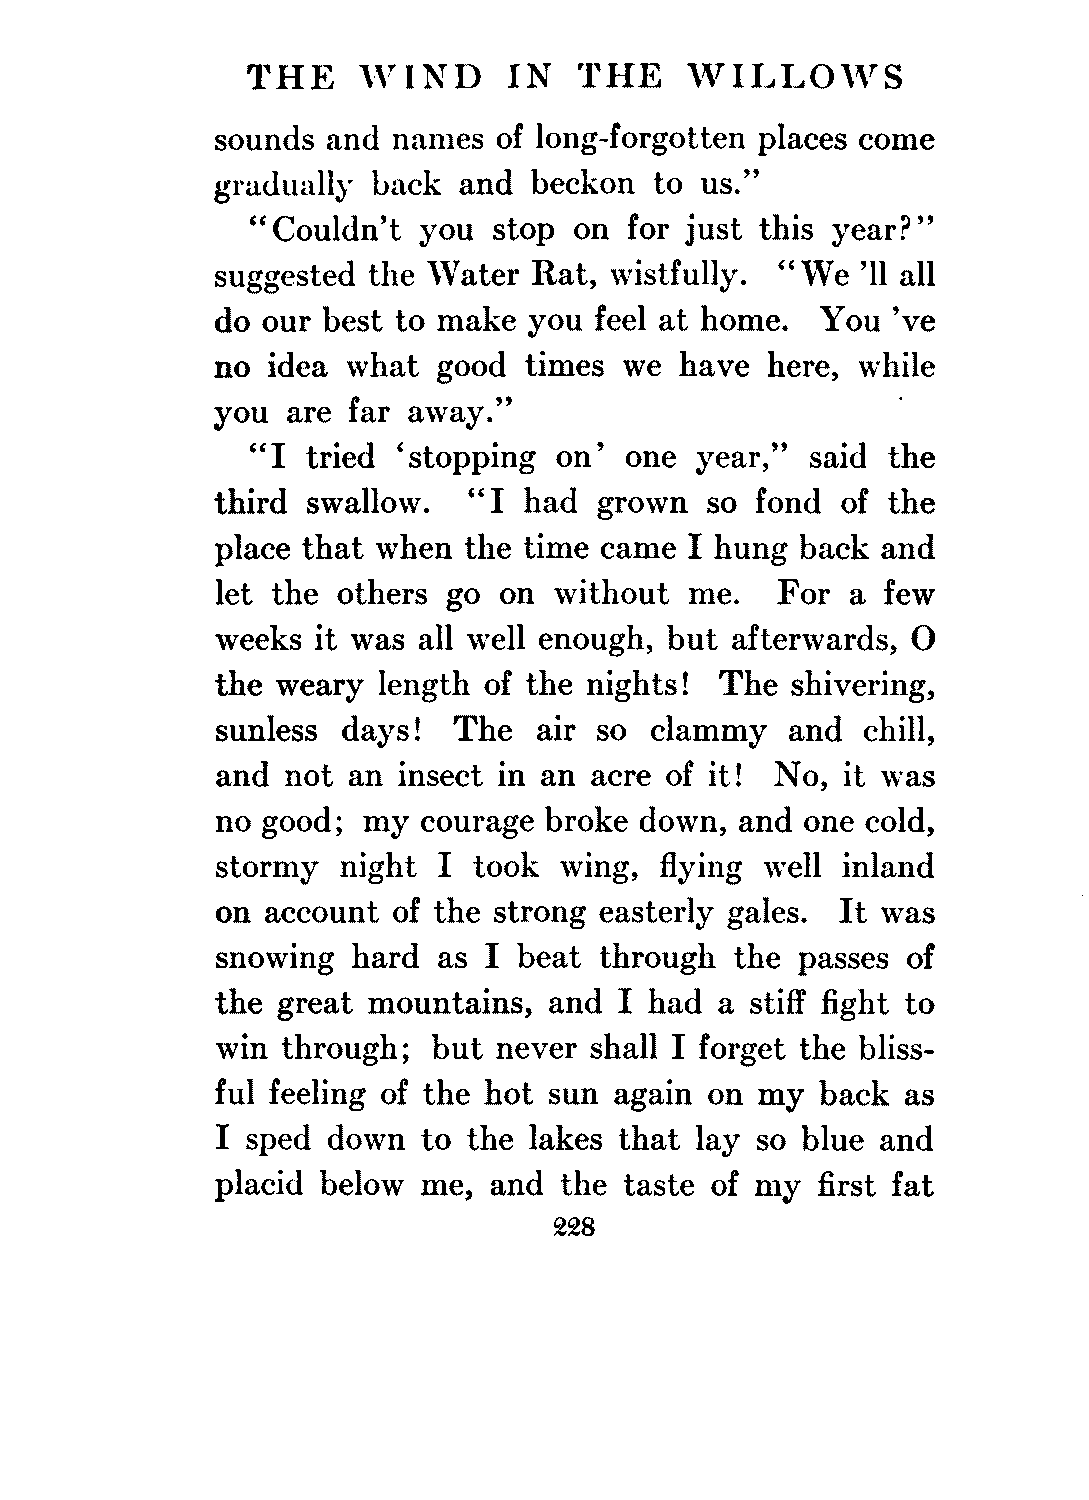 THE WIND IN THE WILLOWS
sounds and names of long-forgotten places come
gradually back and beckon to us."
"Couldn't you stop on for just this year?"
suggested the Water Rat, wistfully. "We 'll all
do our best to make you feel at home. You 've
no idea what good times we have here, while
you are far away."
"I tried 'stopping on' one year," said the
third swallow. "I had grown so fond of the
place that when the time came I hung back and
let the others go on without me. For a few
weeks it was all well enough, but afterwards, O
the weary length of the nights! The shivering,
sunless days! The air so clammy and chill,
and not an insect in an acre of it! No, it was
no good; my courage broke down, and one cold,
stormy night I took wing, flying well inland
on account of the strong easterly gales. It was
snowing hard as I beat through the passes of
the great mountains, and I had a stiff fight to
win through; but never shall I forget the bliss-
ful feeling of the hot sun again on my back as
I sped down to the lakes that lay so blue and
placid below me, and the taste of my first fat
228